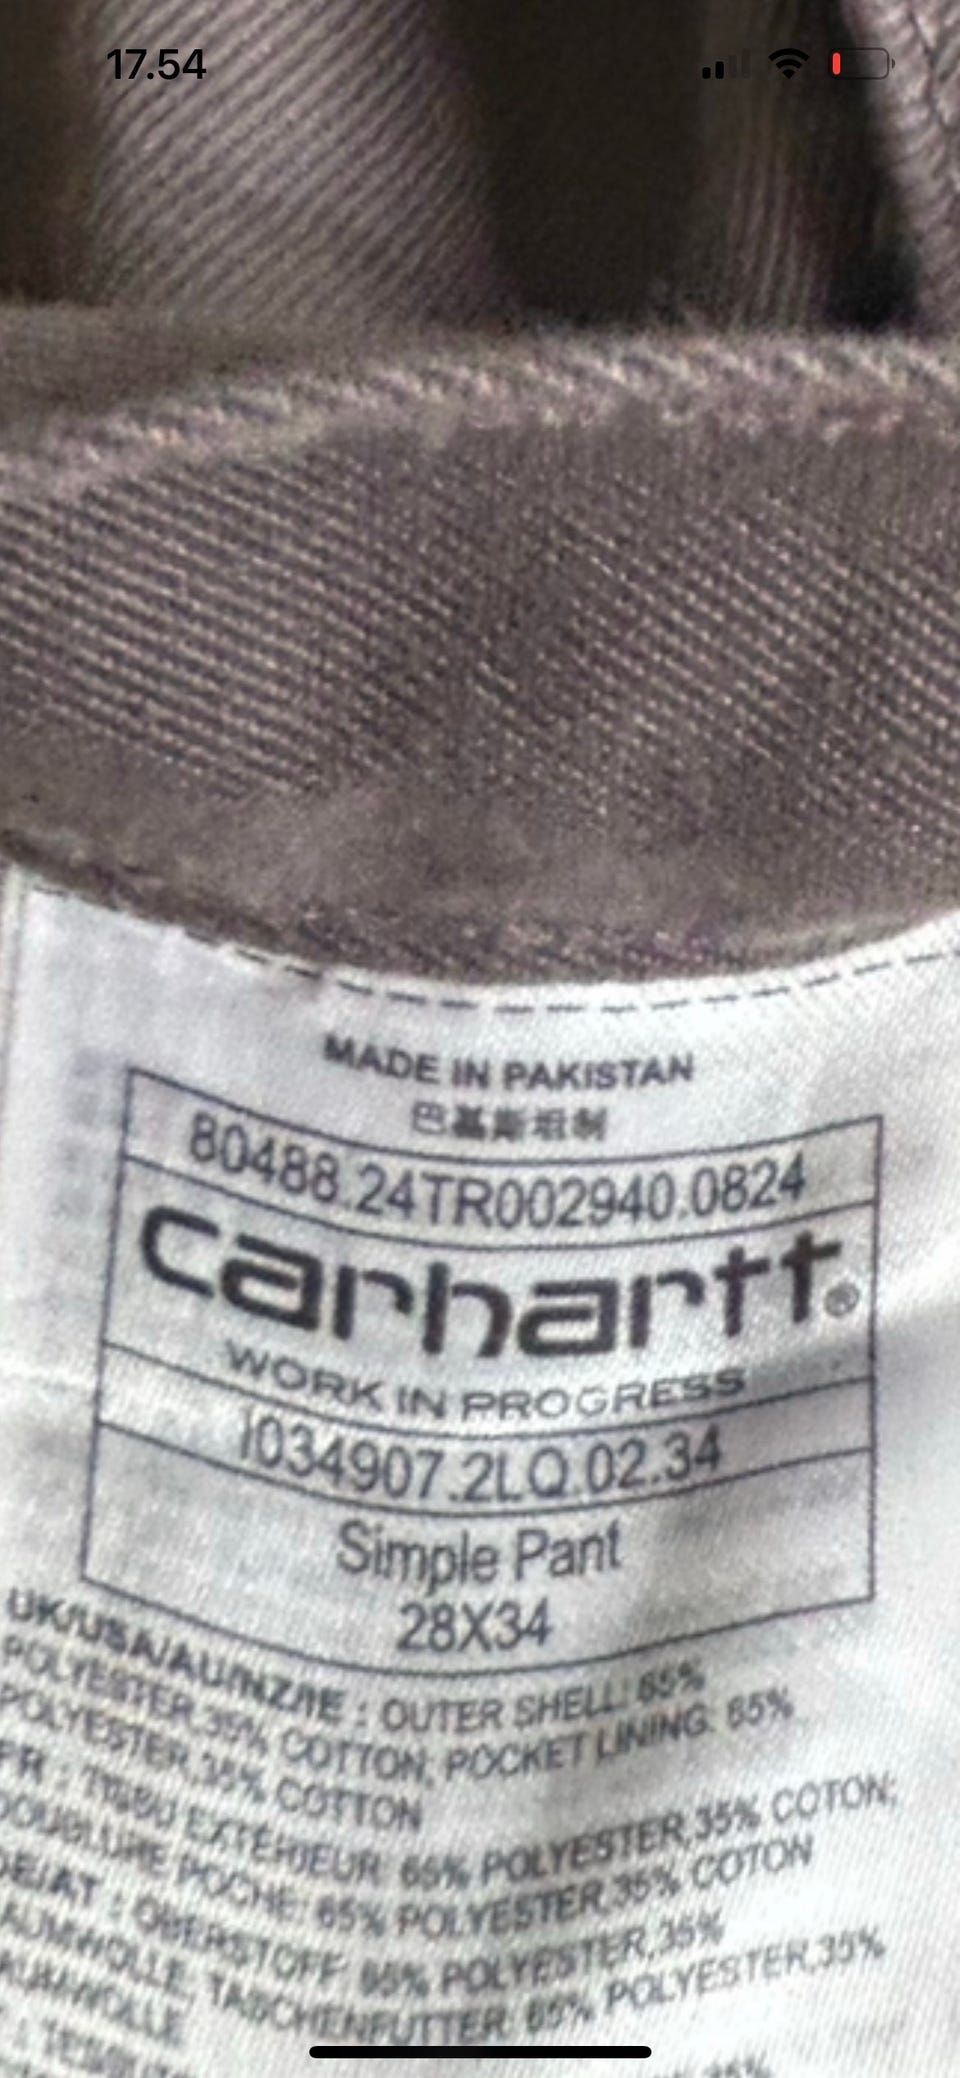 17.54
MADE IN PAKISTAN
巴基斯坦制
80488.24TR002940.0824
carhartt®
WORK IN PROGRESS
I034907.2LQ.02.34
Simple Pant
28X34
UK/USA/AU/NZ/IE : OUTER SHELL: 65%
POLYESTER,35% COTTON; POCKET LINING: 65%
POLYESTER,35% COTTON
FR : TISSU EXTÉRIEUR: 65% POLYESTER,35% COTON;
DOUBLURE POCHE: 65% POLYESTER,35% COTON
DE/AT : OBERSTOFF: 65% POLYESTER,35%
AUMWOLLE; TASCHENFUTTER: 65% POLYESTER,35%
AUMWOLLE
35%